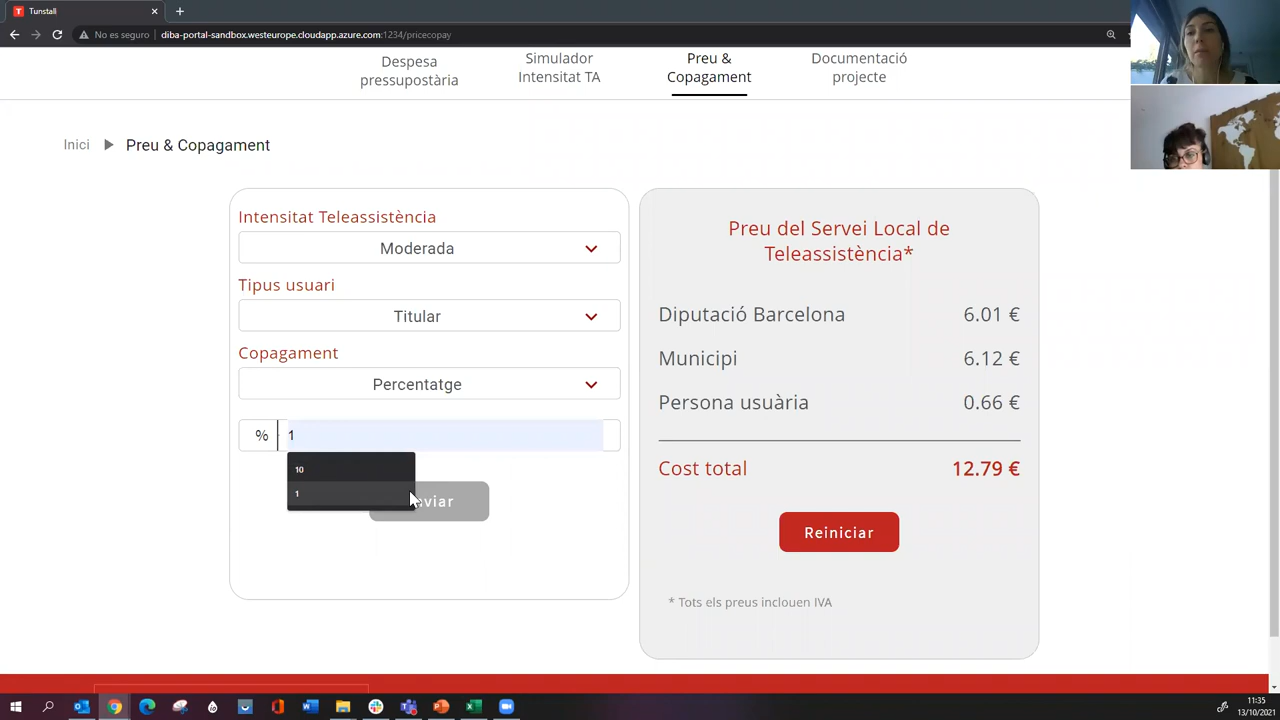 Tunstall
No es seguro
diba-portal-sandbox.westeurope.cloudapp.azure.com:1234/pricecopay
Despesa
pressupostària
Simulador
Intensitat TA
Preu &
Copagament
Documentació
projecte
Inici
Preu & Copagament
Intensitat Teleassistència
Moderada
Tipus usuari
Titular
Copagament
Percentatge
% 1
10
1
Preu del Servei Local de
Teleassistència*
Diputació Barcelona 6.01 €
Municipi 6.12 €
Persona usuària 0.66 €
Cost total 12.79 €
Reiniciar
* Tots els preus inclouen IVA
11:35
13/10/2021